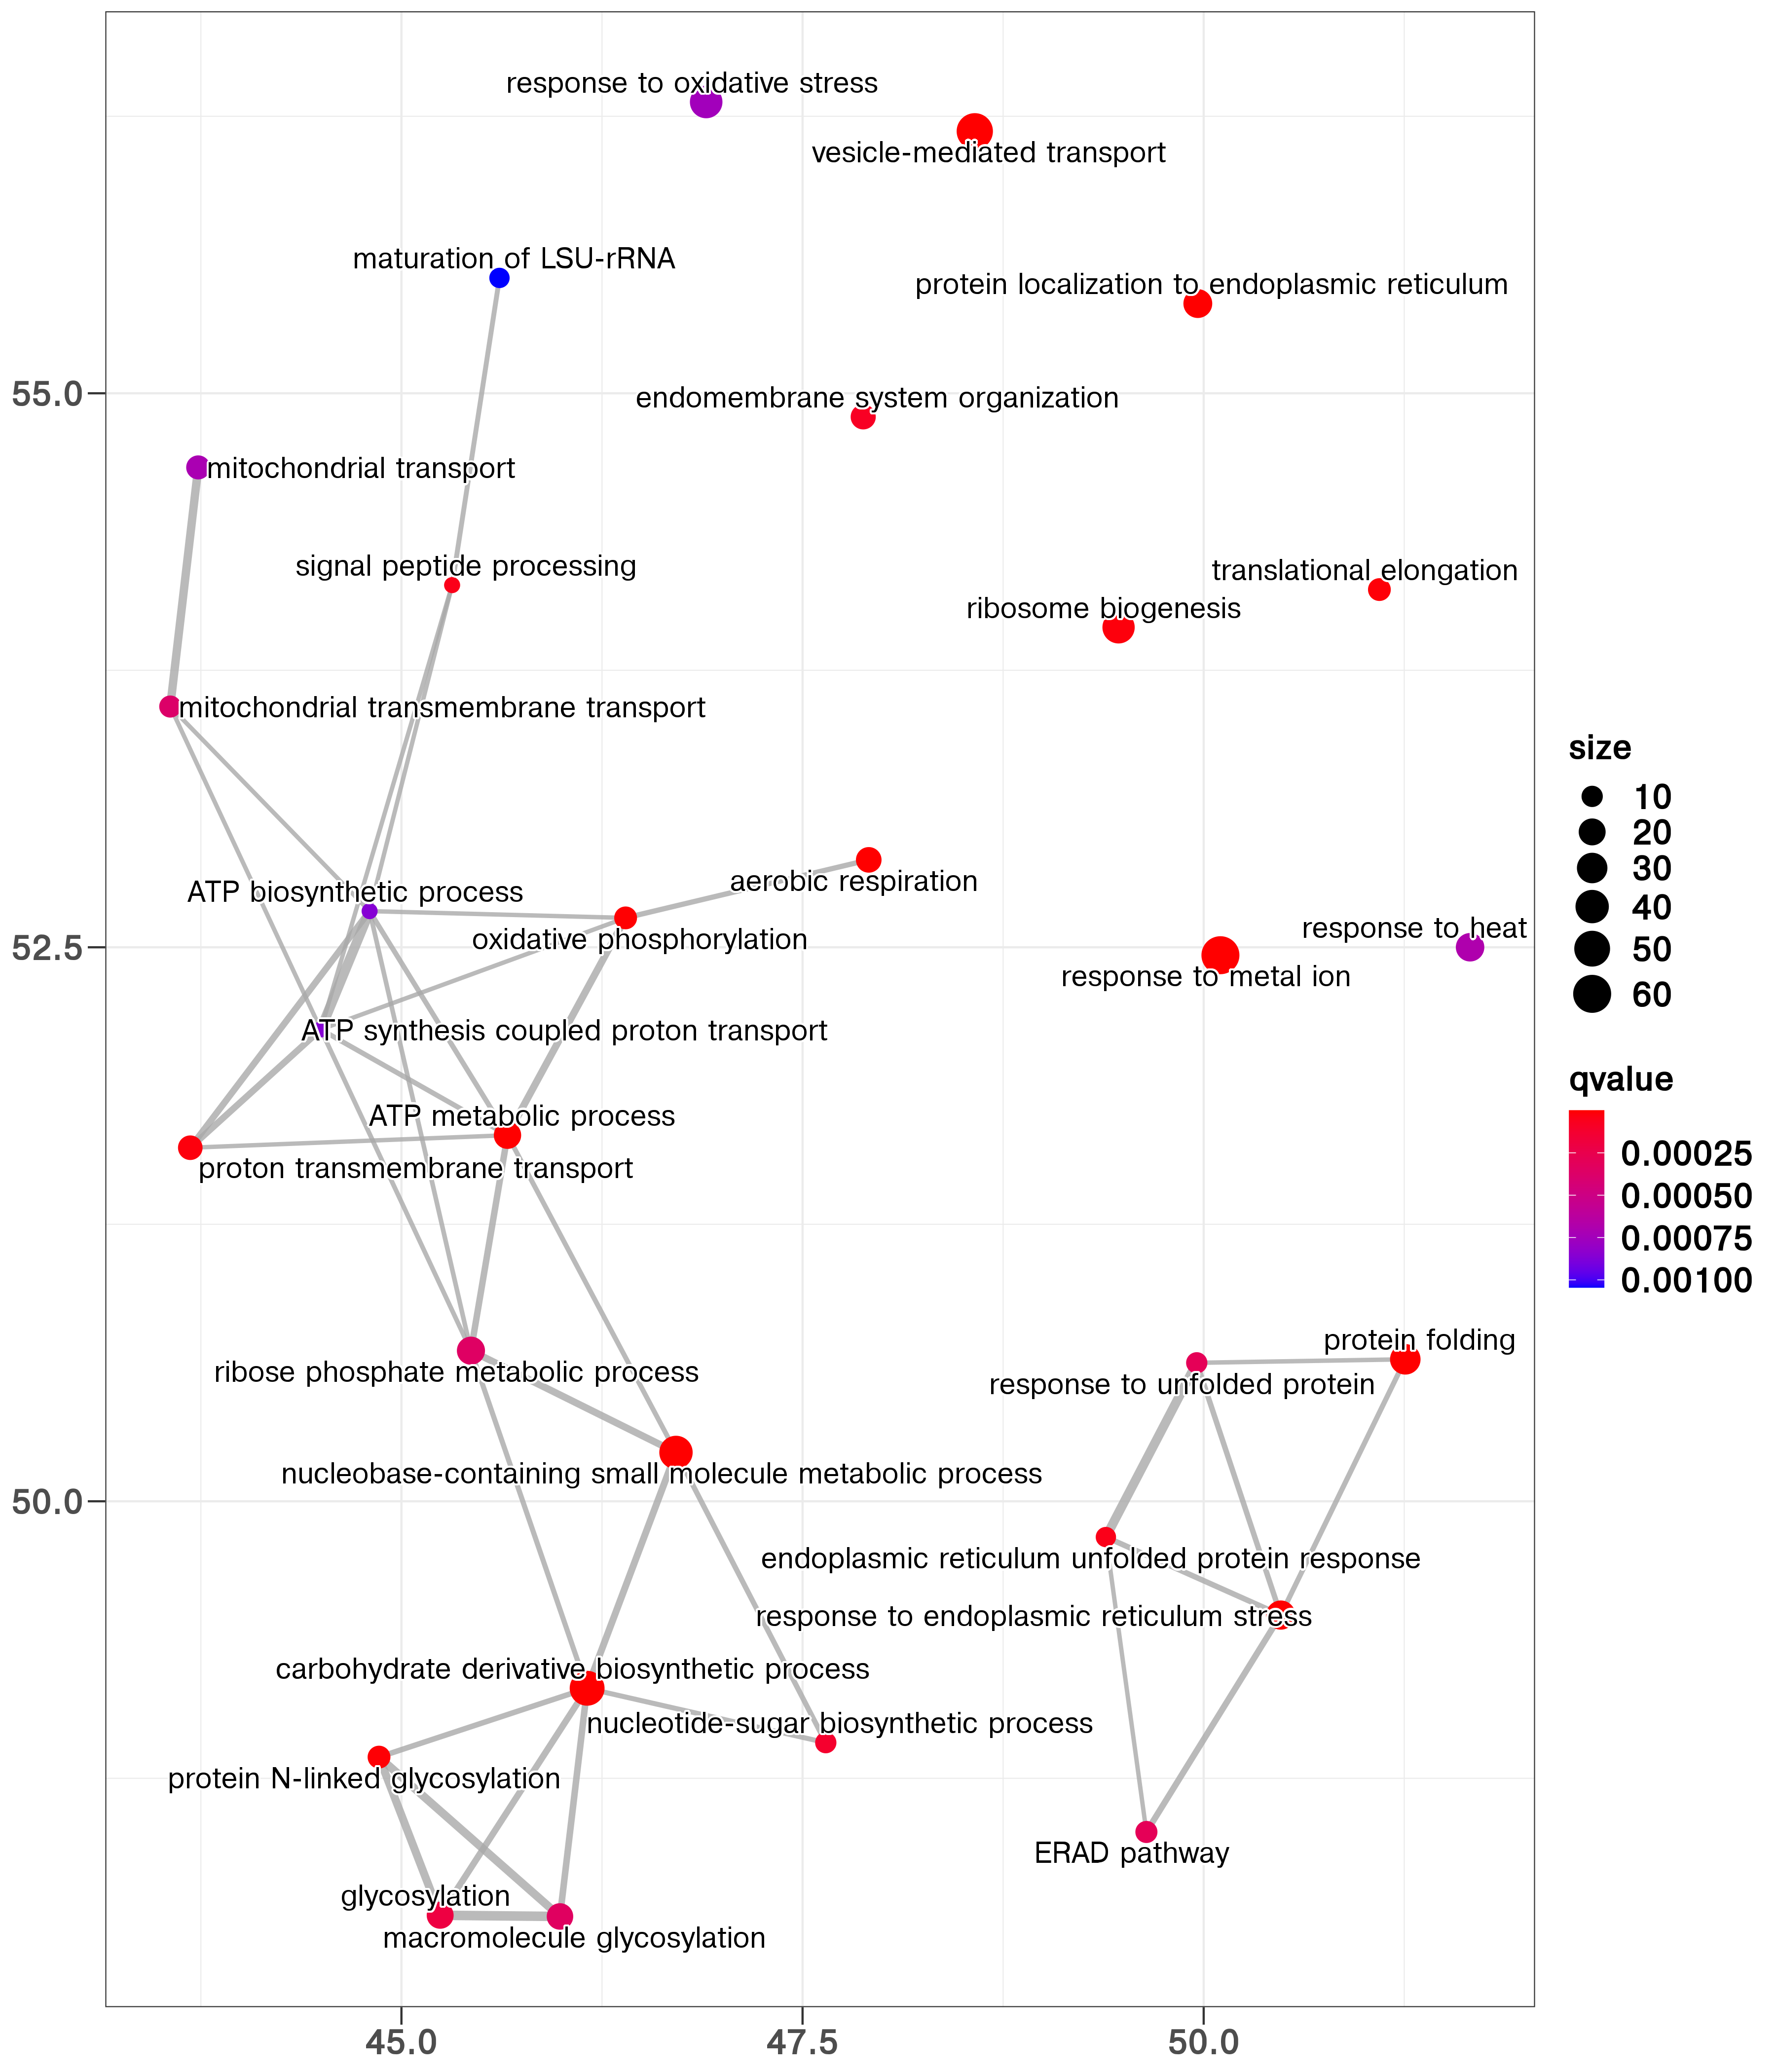 response to oxidative stress
vesicle-mediated transport
maturation of LSU-rRNA
protein localization to endoplasmic reticulum
55.0
endomembrane system organization
mitochondrial transport
signal peptide processing
translational elongation
ribosome biogenesis
mitochondrial transmembrane transport
ATP biosynthetic process
aerobic respiration
oxidative phosphorylation
52.5
response to heat
response to metal ion
ATP synthesis coupled proton transport
ATP metabolic process
proton transmembrane transport
ribose phosphate metabolic process
protein folding
response to unfolded protein
nucleobase-containing small molecule metabolic process
50.0
endoplasmic reticulum unfolded protein response
response to endoplasmic reticulum stress
carbohydrate derivative biosynthetic process
nucleotide-sugar biosynthetic process
protein N-linked glycosylation
ERAD pathway
glycosylation
macromolecule glycosylation
45.0
47.5
50.0
size
10
20
30
40
50
60
qvalue
0.00025
0.00050
0.00075
0.00100